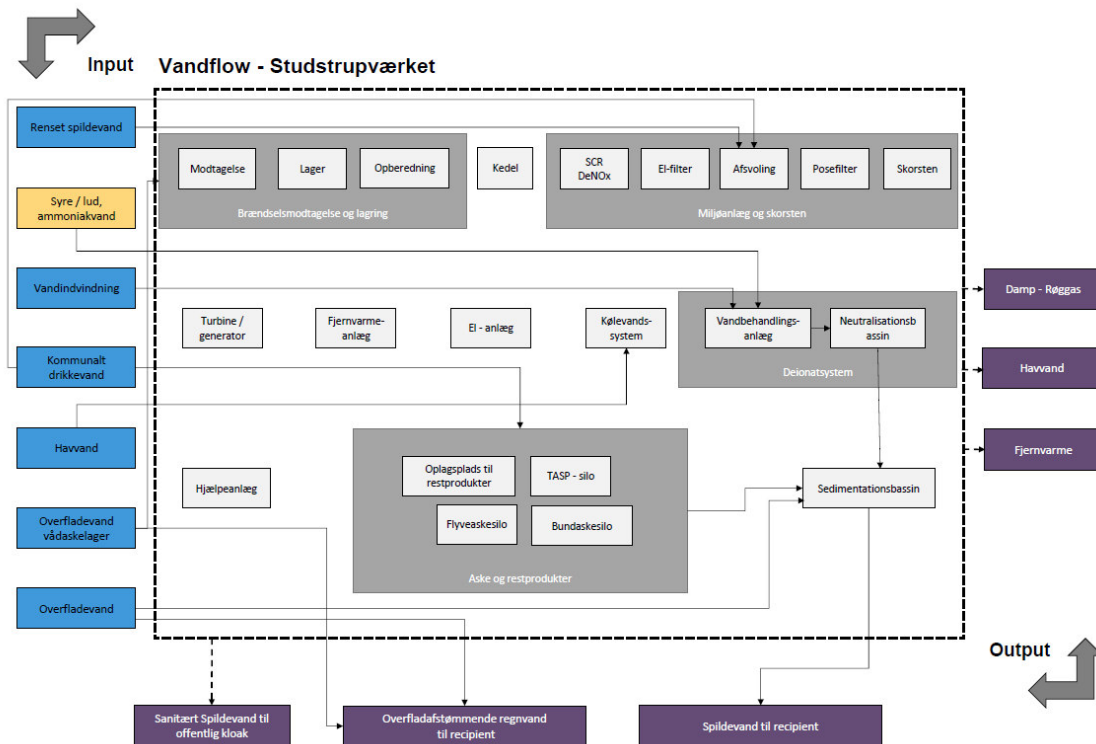 Input
Vandflow - Studstrupværket
Renset spildevand
Modtagelse
Lager
Opberedning
Kedel
SCR
DeNOx
El-filter
Afsvoling
Posefilter
Skorsten
Brændselsmodtagelse og lagring
Miljøanlæg og skorsten
Syre / lud,
ammoniakvand
Vandindvindning
Damp - Røggas
Turbine /
generator
Fjernvarme-
anlæg
El - anlæg
Kølevands-
system
Vandbehandlings-
anlæg
Neutralisationsb
assin
Deionatsystem
Kommunalt
drikkevand
Havvand
Havvand
Fjernvarme
Hjælpeanlæg
Oplagsplads til
restprodukter
TASP - silo
Flyveaskesilo
Bundaskesilo
Aske og restprodukter
Sedimentationsbassin
Overfladevand
vådaskelager
Overfladevand
Output
Sanitært Spildevand til
offentlig kloak
Overfladafstømmende regnvand
til recipient
Spildevand til recipient